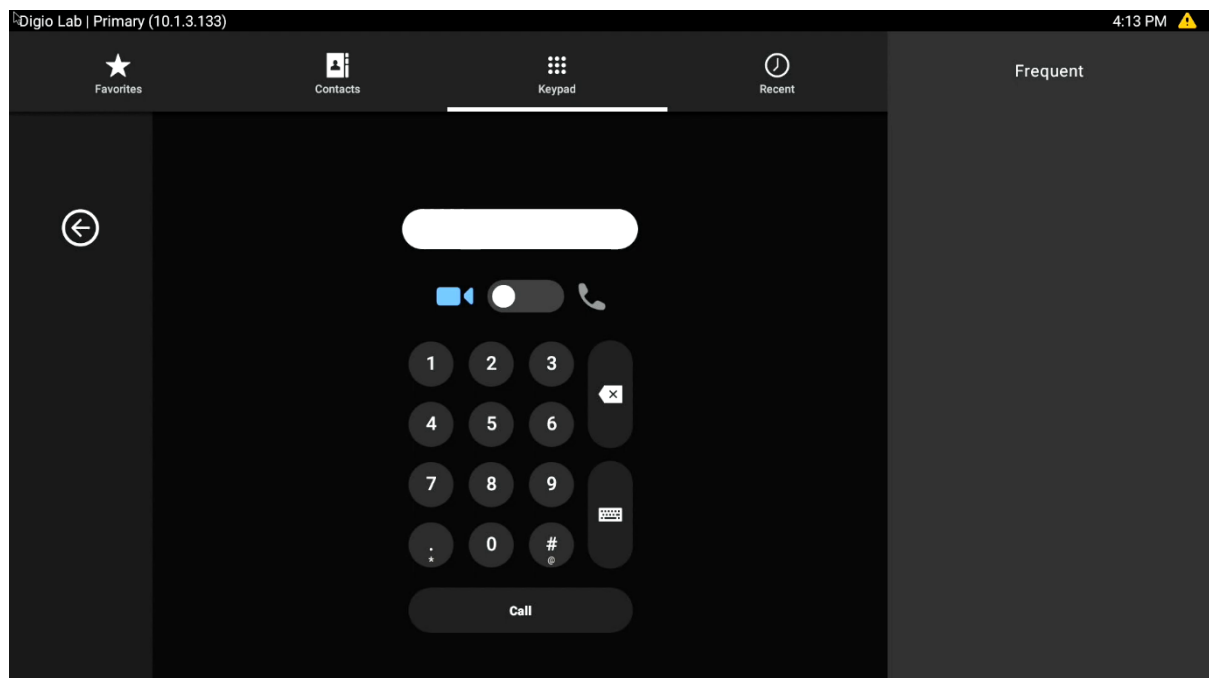 Digio Lab | Primary (10.1.3.133)
4:13 PM
Favorites
Contacts
Keypad
Recent
Frequent
1 2 3
4 5 6
7 8 9
. 0 #
* @
Call